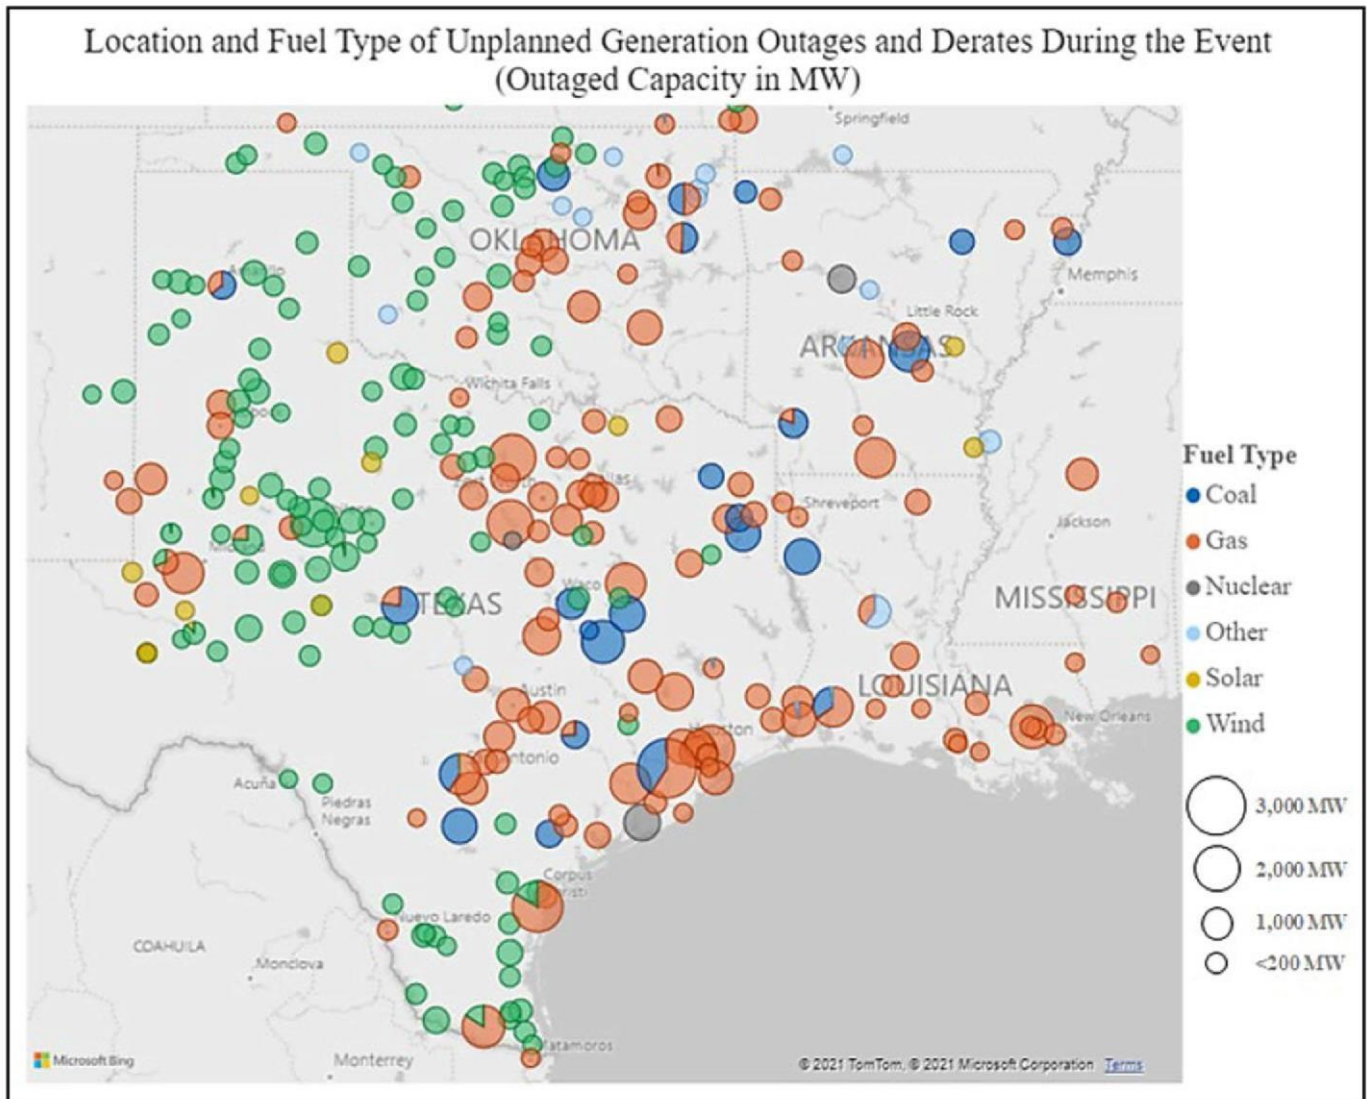 Location and Fuel Type of Unplanned Generation Outages and Derates During the Event
(Outaged Capacity in MW)
Springfield
OKLAHOMA
Memphis
Little Rock
ARKANSAS
Wichita Falls
Shreveport
Jackson
Waco
TEXAS
MISSISSIPPI
LOUISIANA
Austin
New Orleans
Acuña
Piedras
Negras
Corpus
Nuevo Laredo
COAHUILA
Monclova
Monterrey
Microsoft Bing
© 2021 TomTom, © 2021 Microsoft Corporation Terms
Fuel Type
Coal
Gas
Nuclear
Other
Solar
Wind
3,000 MW
2,000 MW
1,000 MW
<200 MW